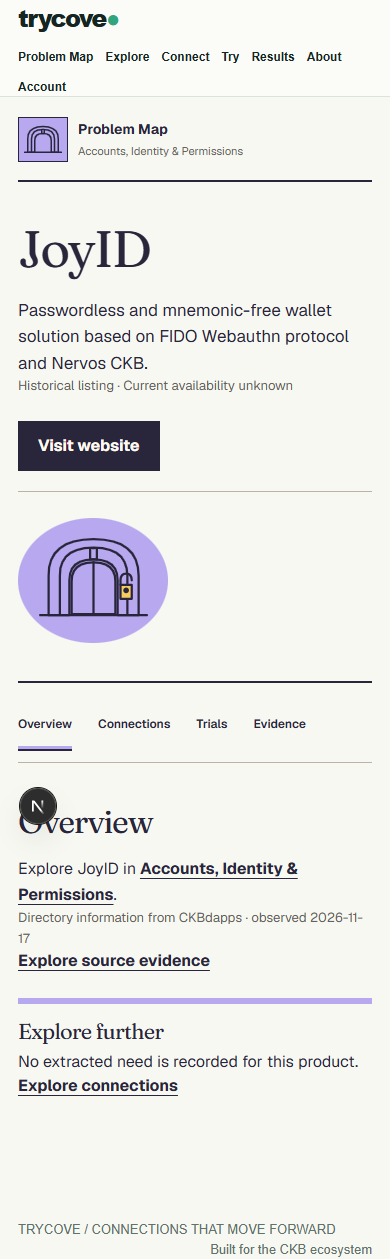 trycove
Problem Map Explore Connect Try Results About
Account
Problem Map
Accounts, Identity & Permissions
JoyID
Passwordless and mnemonic-free wallet
solution based on FIDO Webauthn protocol
and Nervos CKB.
Historical listing · Current availability unknown
Visit website
Overview Connections Trials Evidence
N
Overview
Explore JoyID in Accounts, Identity &
Permissions.
Directory information from CKBdapps · observed 2026-11-
17
Explore source evidence
Explore further
No extracted need is recorded for this product.
Explore connections
TRYCOVE / CONNECTIONS THAT MOVE FORWARD
Built for the CKB ecosystem